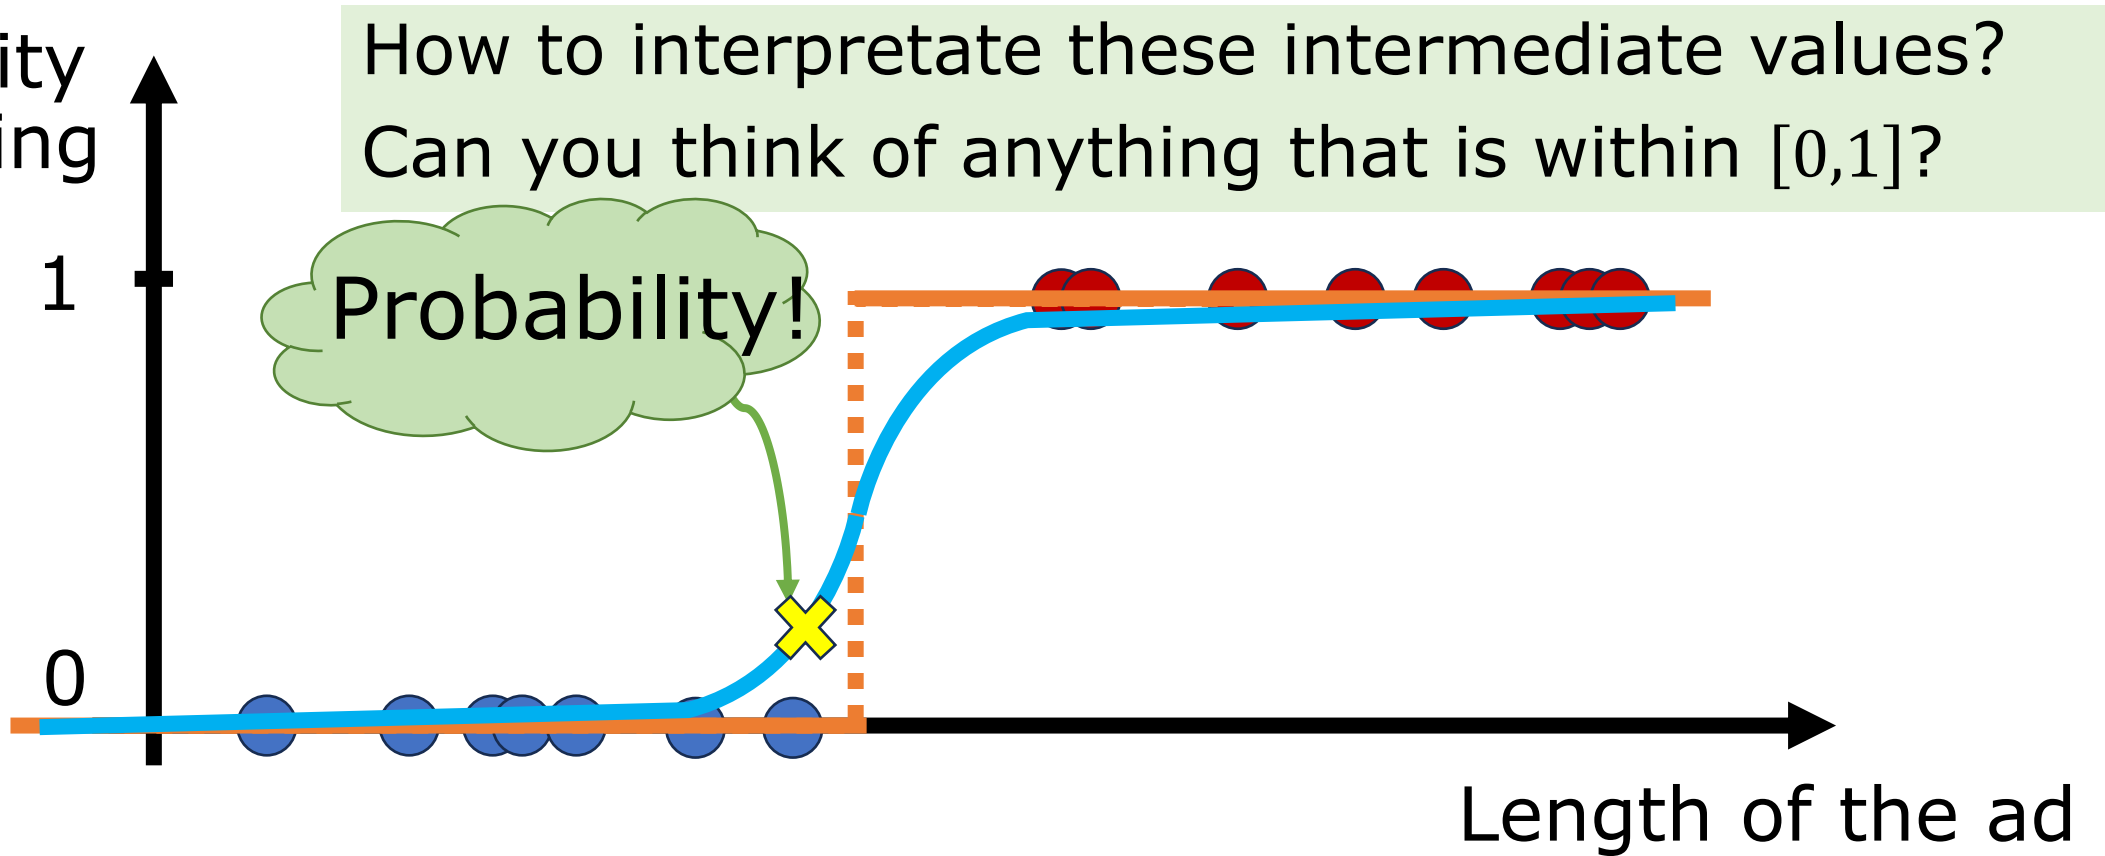 ity
ing
How to interpretate these intermediate values?
Can you think of anything that is within [0,1]?
Probability!
1
0
Length of the ad